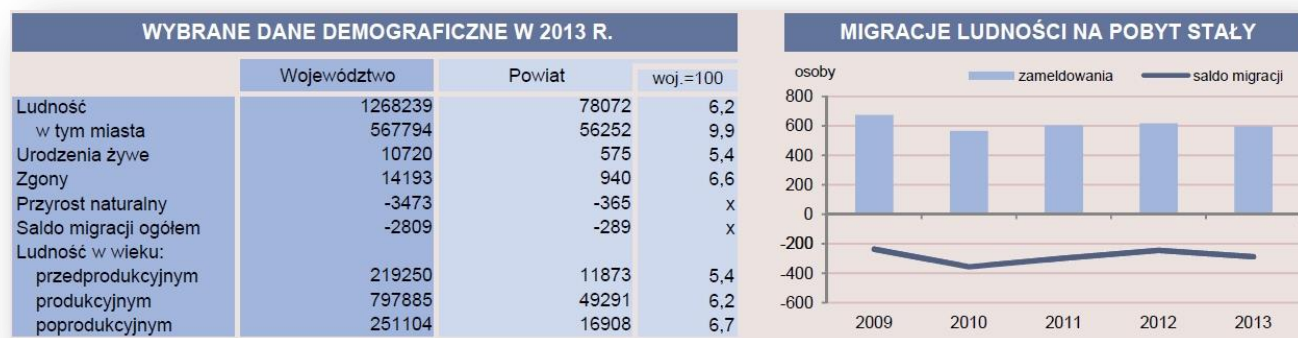 WYBRANE DANE DEMOGRAFICZNE W 2013 R.
Województwo Powiat woj.=100
Ludność 1268239 78072 6,2
w tym miasta 567794 56252 9,9
Urodzenia żywe 10720 575 5,4
Zgony 14193 940 6,6
Przyrost naturalny -3473 -365 x
Saldo migracji ogółem -2809 -289 x
Ludność w wieku:
przedprodukcyjnym 219250 11873 5,4
produkcyjnym 797885 49291 6,2
poprodukcyjnym 251104 16908 6,7
MIGRACJE LUDNOŚCI NA POBYT STAŁY
osoby zameldowania saldo migracji
800
600
400
200
0
-200
-400
-600
2009 2010 2011 2012 2013